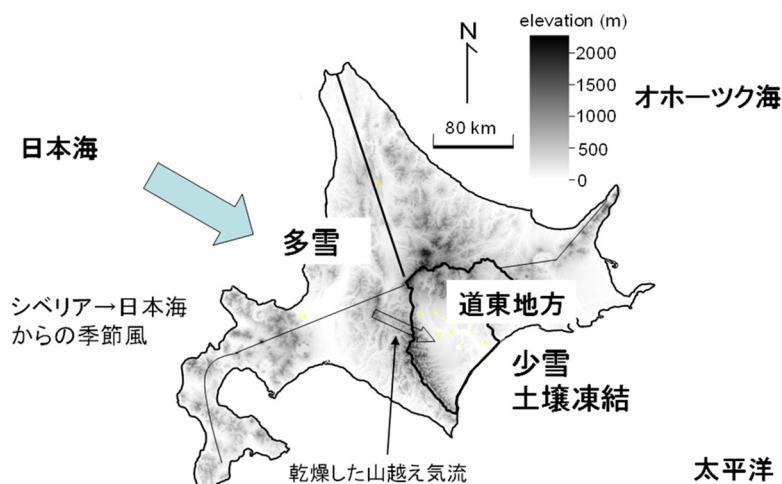 elevation (m)
N
2000
1500
1000
500
0
80 km
オホーツク海
日本海
多雪
シベリア→日本海
からの季節風
道東地方
少雪
土壌凍結
乾燥した山越え気流
太平洋